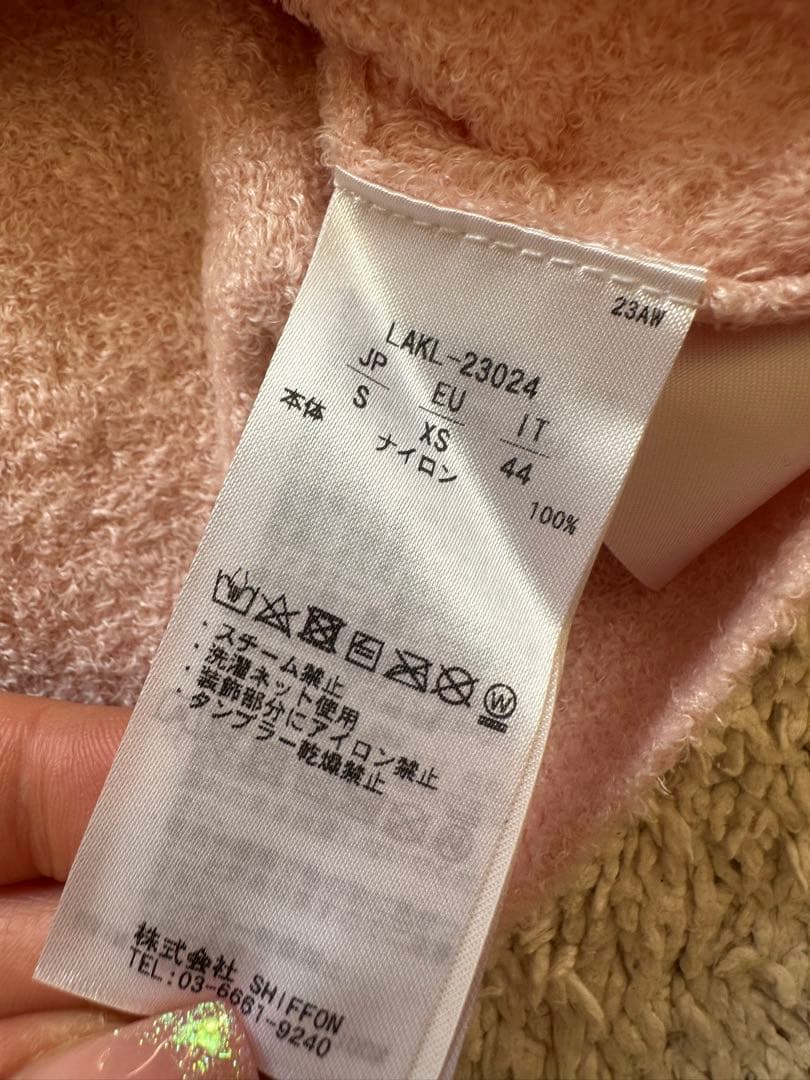 23AW
LAKL-23024
JP EU IT
S XS 44
本体 ナイロン 100%
・スチーム禁止
・洗濯ネット使用
・装飾部分にアイロン禁止
・タンブラー乾燥禁止
株式会社 SHIFFON
TEL:03-6661-9240